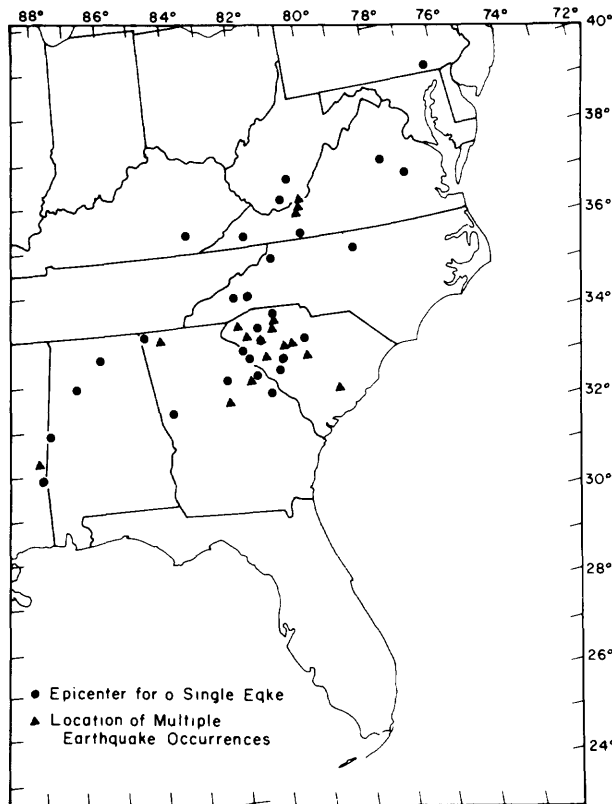 88° 86° 84° 82° 80° 78° 76° 74° 72° 40°
38°
36°
34°
32°
30°
28°
26°
24°
Epicenter for o Single Eqke
Location of Multiple
Earthquake Occurrences